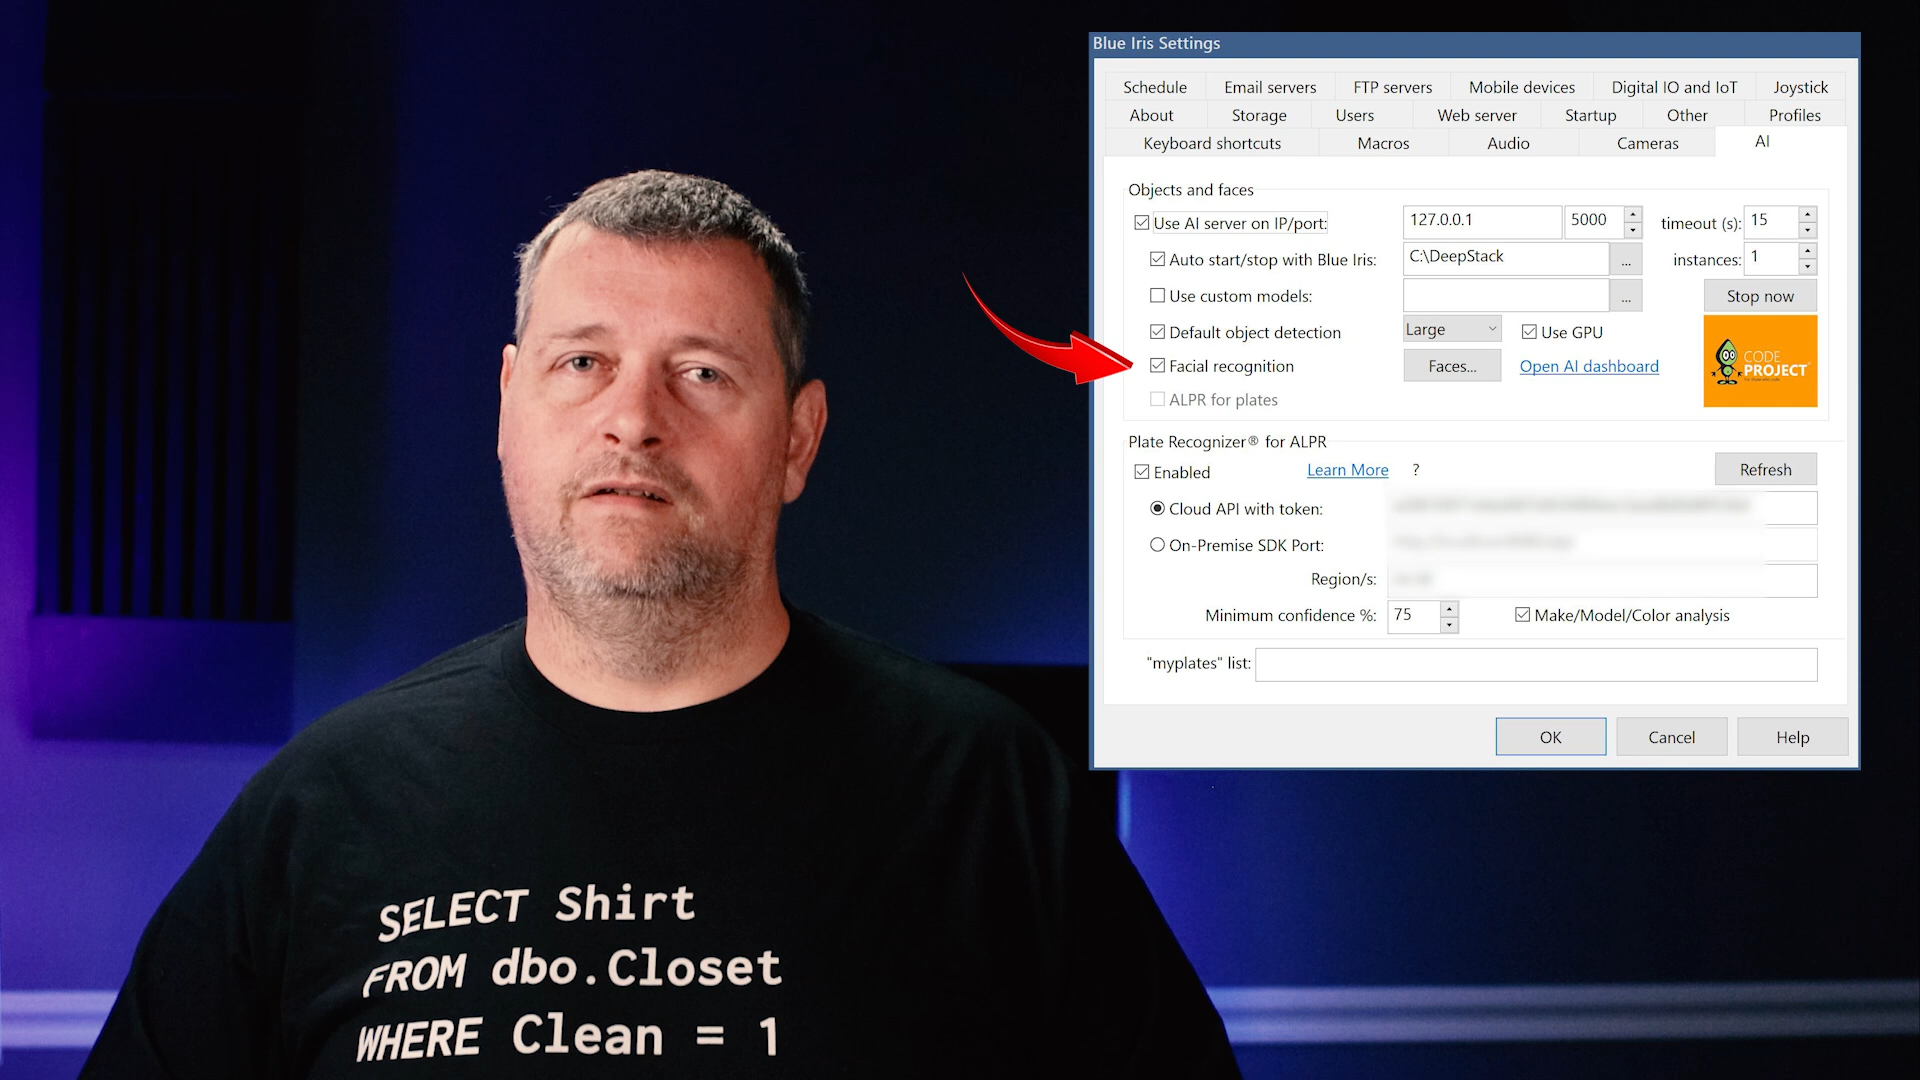 Blue Iris Settings
Schedule Email servers FTP servers Mobile devices Digital IO and IoT Joystick
About Storage Users Web server Startup Other Profiles
Keyboard shortcuts Macros Audio Cameras AI
Objects and faces
Use AI server on IP/port: 127.0.0.1 5000 timeout (s): 15
Auto start/stop with Blue Iris: C:\DeepStack ... instances: 1
Use custom models: ... Stop now
Default object detection Large Use GPU
Facial recognition Faces... Open AI dashboard
CODE
PROJECT
ALPR for plates
Plate Recognizer® for ALPR
Enabled Learn More ? Refresh
Cloud API with token:
On-Premise SDK Port:
Region/s:
Minimum confidence %: 75 Make/Model/Color analysis
"myplates" list:
OK Cancel Help
SELECT Shirt
FROM dbo.Closet
WHERE Clean = 1